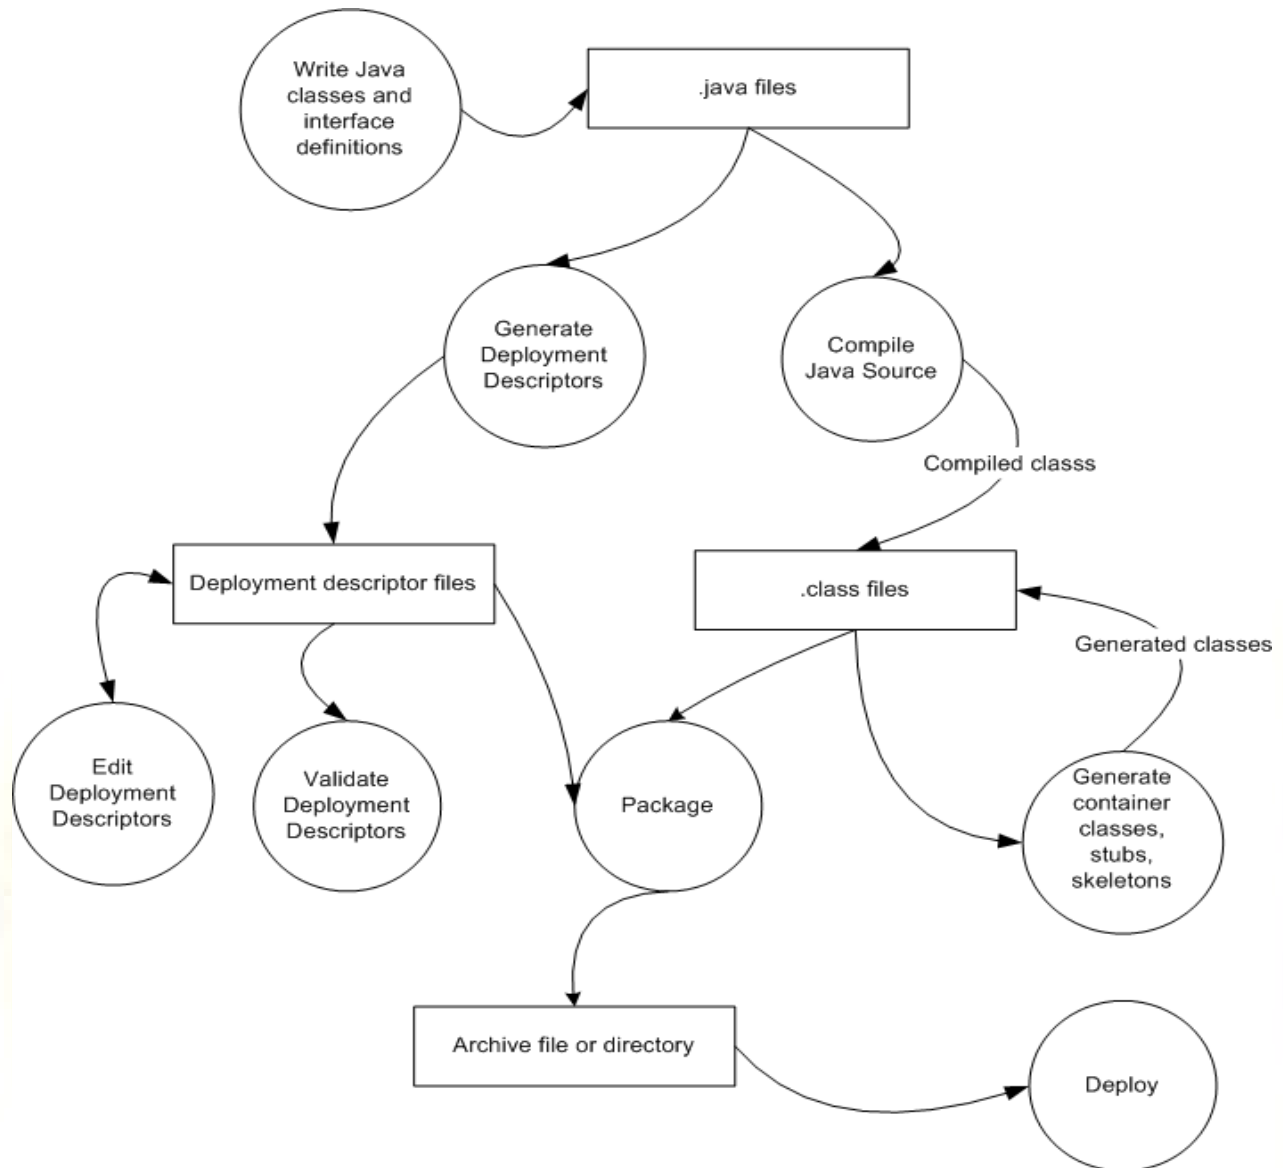 Write Java
classes and
interface
definitions
.java files
Generate
Deployment
Descriptors
Compile
Java Source
Compiled classs
Deployment descriptor files
.class files
Generated classes
Edit
Deployment
Descriptors
Validate
Deployment
Descriptors
Package
Generate
container
classes,
stubs,
skeletons
Archive file or directory
Deploy